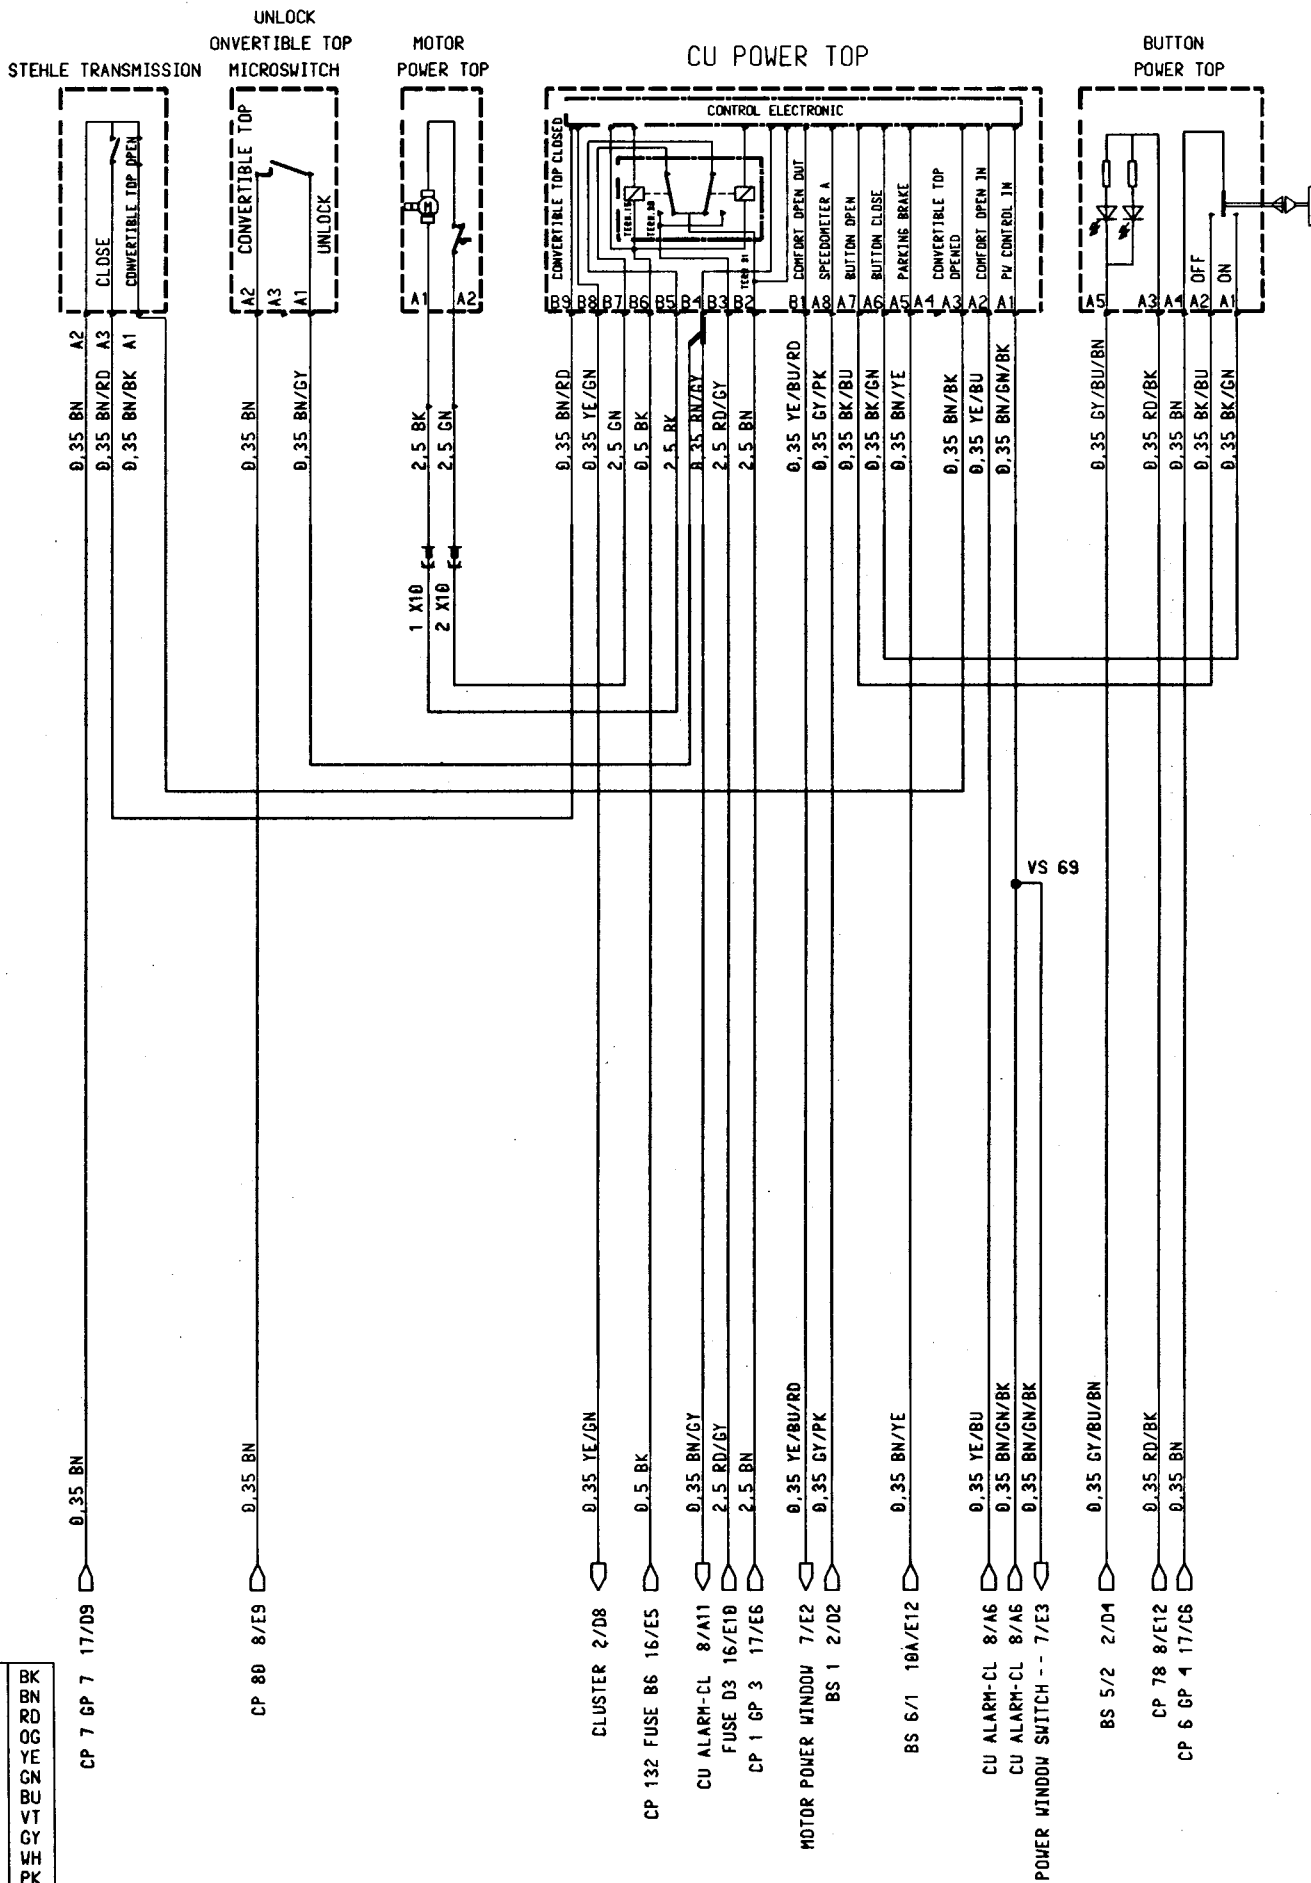 UNLOCK
ONVERTIBLE TOP
MICROSWITCH
STEHLE TRANSMISSION
MOTOR
POWER TOP
CU POWER TOP
BUTTON
POWER TOP
CLOSE
CONVERTIBLE TOP OPEN
A2
A3
A1
CONVERTIBLE TOP
UNLOCK
A2
A3
A1
M
A1
A2
CONTROL ELECTRONIC
CONVERTIBLE TOP CLOSED
TERM.30
TERM 31
COMFORT OPEN OUT
SPEEDOMETER A
BUTTON OPEN
BUTTON CLOSE
PARKING BRAKE
CONVERTIBLE TOP
OPENED
COMFORT OPEN IN
PW CONTROL IN
B9 B8 B7 B6 B5 B4 B3 B2 B1 A8 A7 A6 A5 A4 A3 A2 A1
OFF
ON
A5 A3 A4 A2 A1
0,35 BN
0,35 BN/RD
0,35 BN/BK
0,35 BN
0,35 BN/GY
2,5 BK
2,5 GN
0,35 BN/RD
0,35 YE/GN
2,5 GN
0,5 BK
2,5 BK
0,35 BN/GY
2,5 RD/GY
2,5 BN
0,35 YE/BU/RD
0,35 GY/PK
0,35 BK/BU
0,35 BK/GN
0,35 BN/YE
0,35 BN/BK
0,35 YE/BU
0,35 BN/GN/BK
0,35 GY/BU/BN
0,35 RD/BK
0,35 BN
0,35 BK/BU
0,35 BK/GN
1 X10
2 X10
VS 69
0,35 BN
0,35 BN
0,35 YE/GN
0,5 BK
0,35 BN/GY
2,5 RD/GY
2,5 BN
0,35 YE/BU/RD
0,35 GY/PK
0,35 BN/YE
0,35 YE/BU
0,35 BN/GN/BK
0,35 BN/GN/BK
0,35 GY/BU/BN
0,35 RD/BK
0,35 BN
CP 7 GP 7 17/D9
CP 80 8/E9
CLUSTER 2/D8
CP 132 FUSE B6 16/E5
CU ALARM-CL 8/A11
FUSE D3 16/E10
CP 1 GP 3 17/E6
MOTOR POWER WINDOW 7/E2
BS 1 2/D2
BS 6/1 10A/E12
CU ALARM-CL 8/A6
CU ALARM-CL 8/A6
POWER WINDOW SWITCH -- 7/E3
BS 5/2 2/D4
CP 78 8/E12
CP 6 GP 4 17/C6
BK
BN
RD
OG
YE
GN
BU
VT
GY
WH
PK